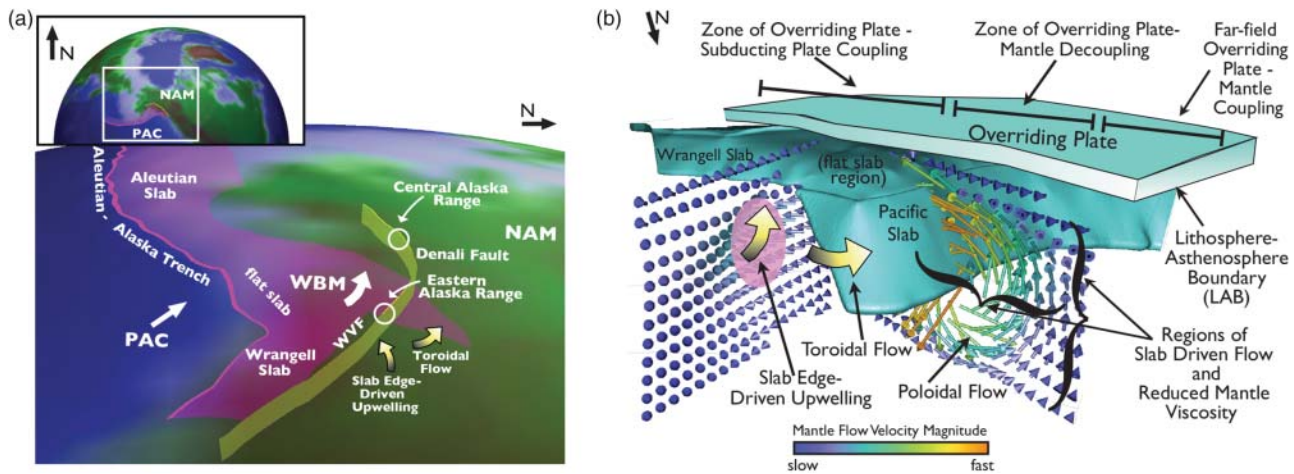 (a)
N
NAM
PAC
N
Aleutian - Alaska Trench
Aleutian
Slab
Central Alaska
Range
NAM
Denali Fault
flat slab
WBM
Eastern
Alaska Range
PAC
WVF
Wrangell
Slab
Toroidal
Flow
Slab Edge-
Driven Upwelling
(b)
N
Zone of Overriding Plate -
Subducting Plate Coupling
Zone of Overriding Plate-
Mantle Decoupling
Far-field
Overriding
Plate -
Mantle
Coupling
Overriding Plate
Wrangell Slab
(flat slab
region)
Pacific
Slab
Lithosphere-
Asthenosphere
Boundary
(LAB)
Toroidal Flow
Slab Edge-
Driven Upwelling
Poloidal Flow
Regions of
Slab Driven Flow
and
Reduced Mantle
Viscosity
Mantle Flow Velocity Magnitude
slow
fast